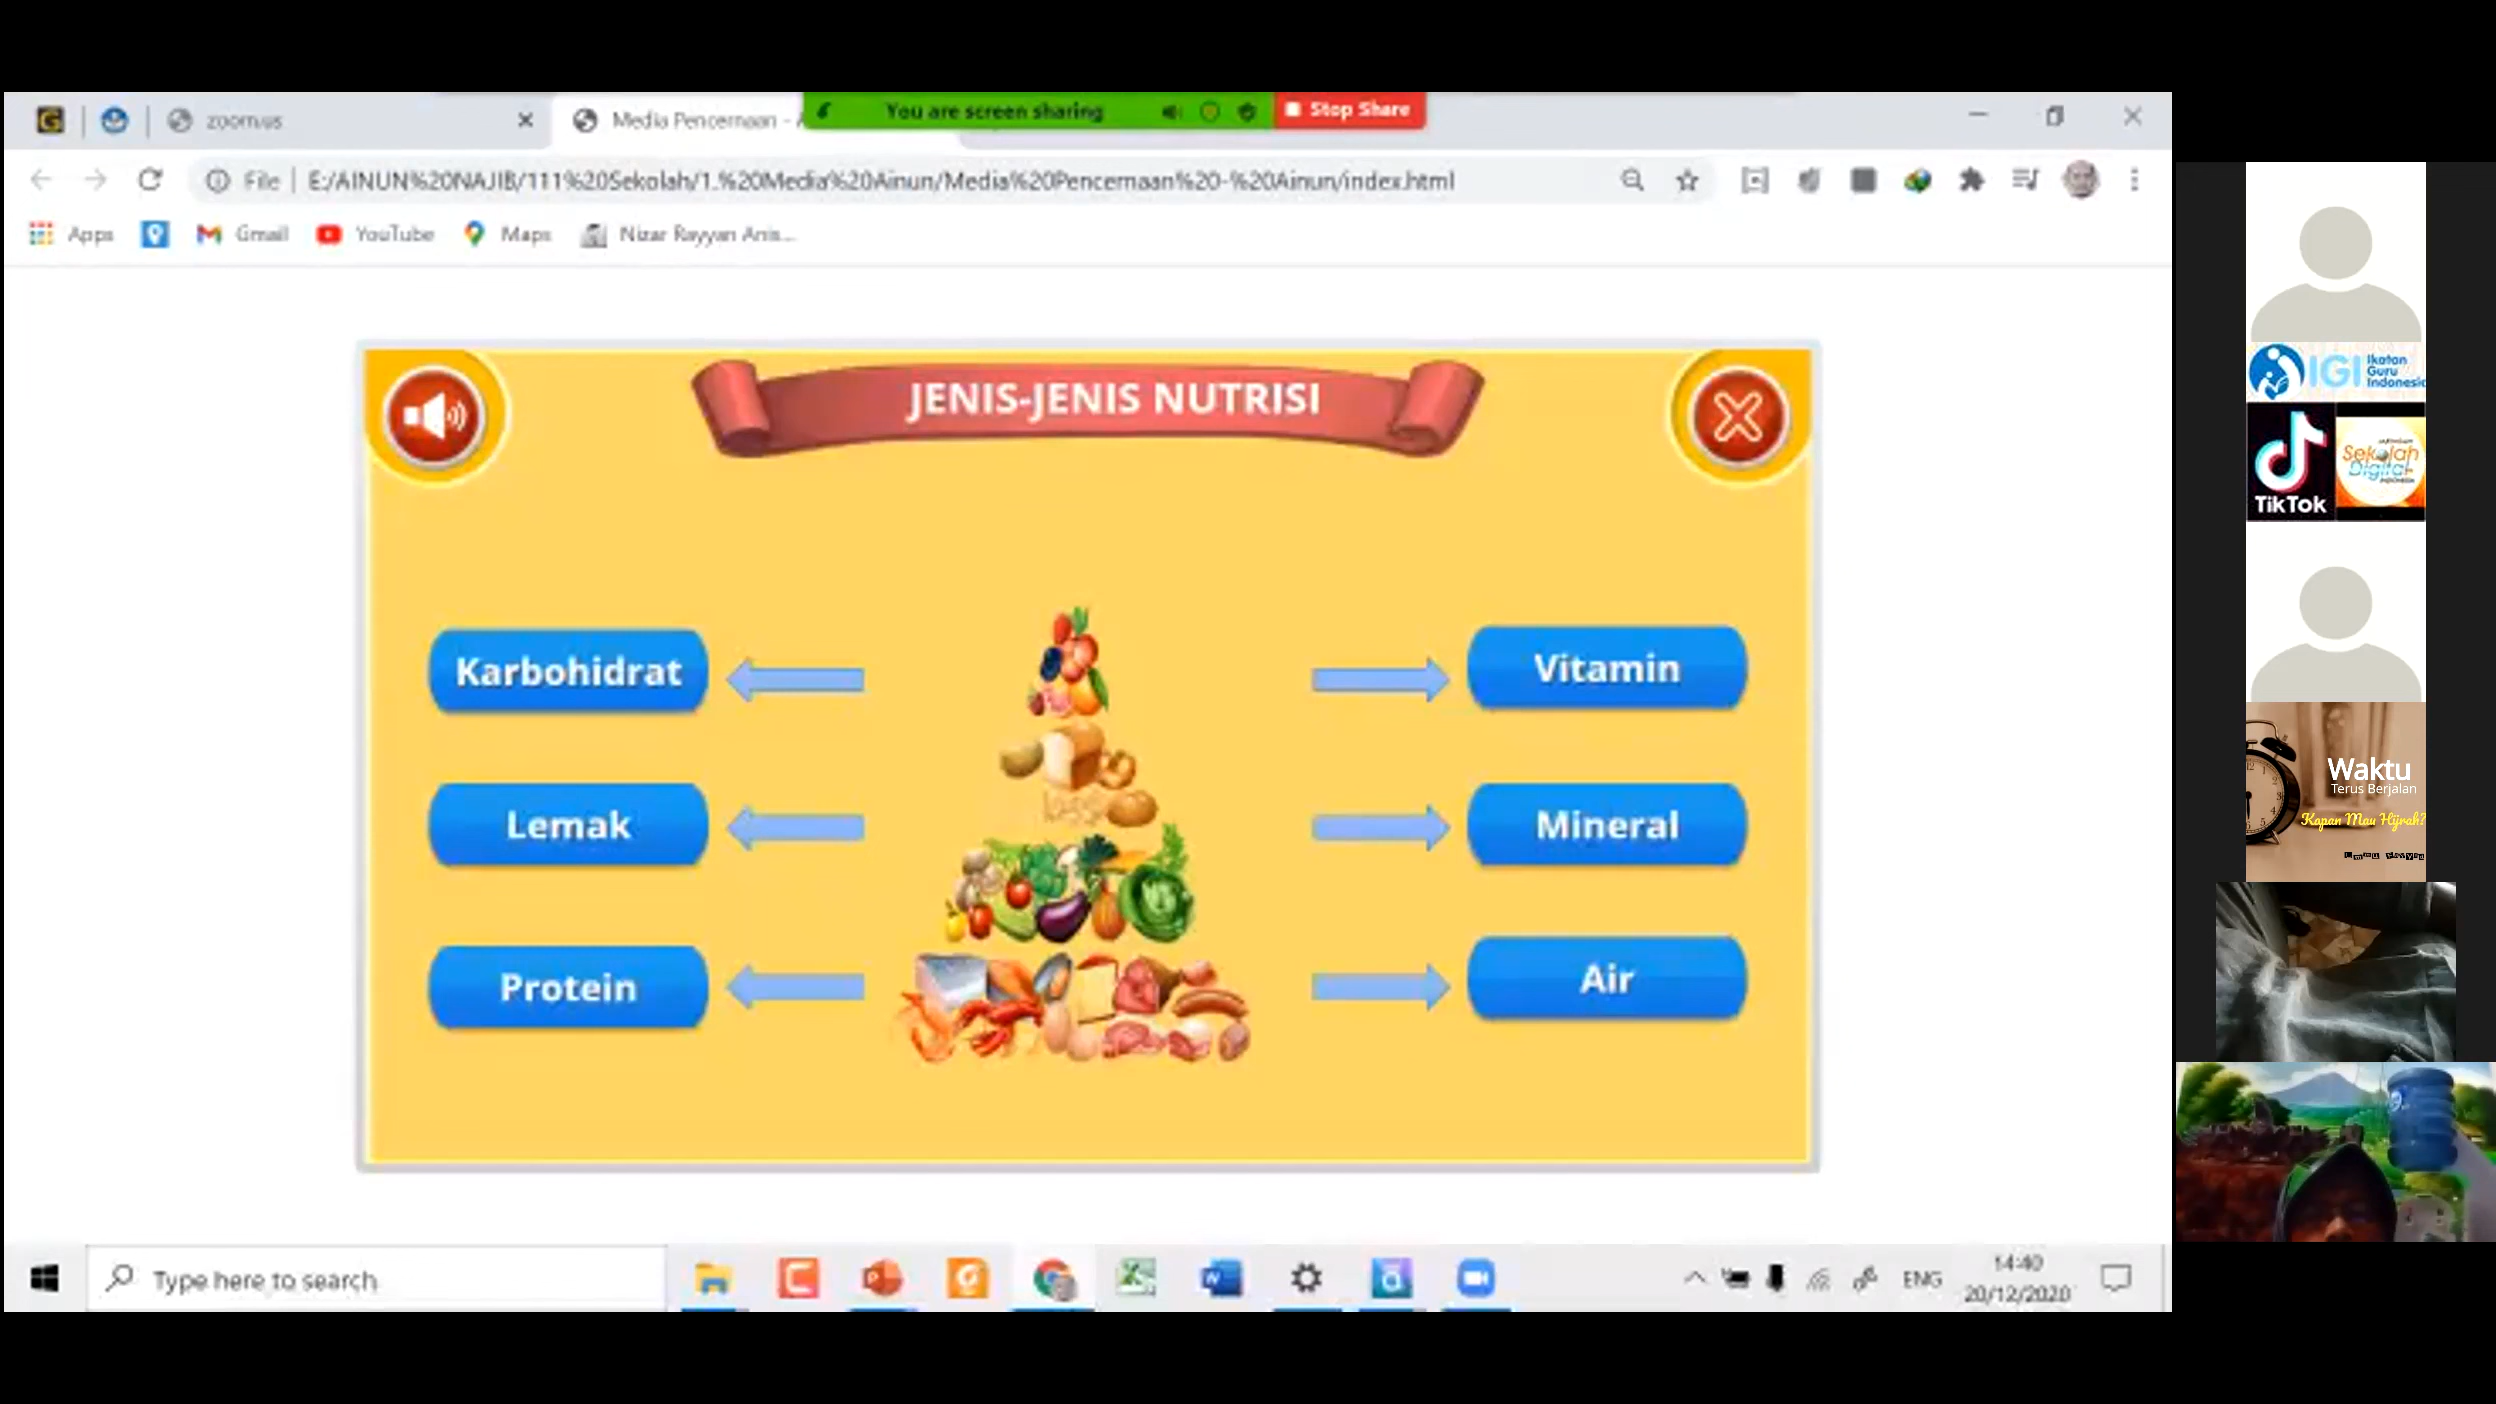 zoom.us
Media Pencernaan -
You are screen sharing
Stop Share
File
E:/AINUN%20NAJIB/111%20Sekolah/1.%20Media%20Ainun/Media%20Pencernaan%20-%20Ainun/index.html
Apps
Gmail
YouTube
Maps
Nizar Rayyan Anis...
JENIS-JENIS NUTRISI
Karbohidrat
Vitamin
Lemak
Mineral
Protein
Air
IGI
Ikatan
Guru
Indonesia
TikTok
Sekolah
Digital
Waktu
Terus Berjalan
Kapan Mau Hijrah?
Type here to search
ENG
14:40
20/12/2020